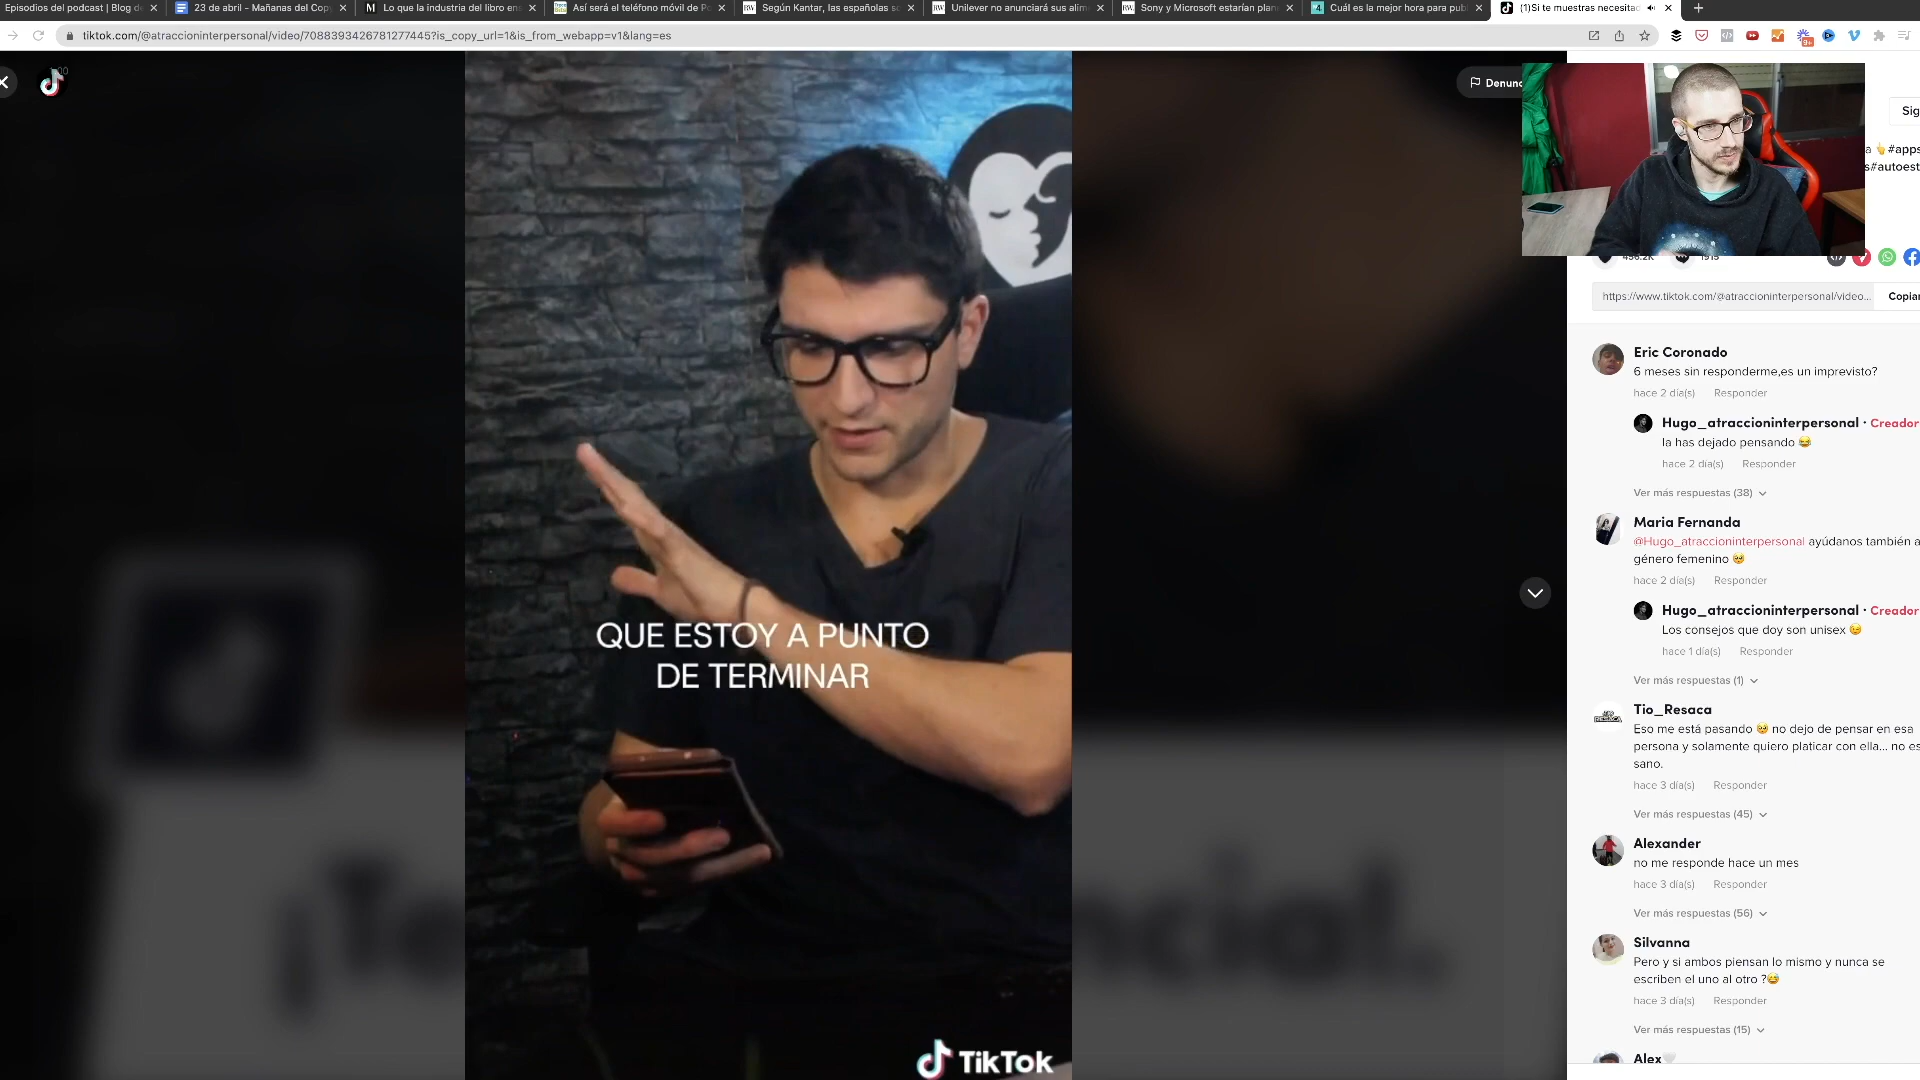 Episodios del podcast | Blog de
23 de abril - Mañanas del Copy
Lo que la industria del libro en
Así será el teléfono móvil de P
Según Kantar, las españolas s
Unilever no anunciará sus alim
Sony y Microsoft estarían plan
Cuál es la mejor hora para pub
(1)Si te muestras necesitad
tiktok.com/@atraccioninterpersonal/video/7088393426781277445?is_copy_url=1&is_from_webapp=v1&lang=es
Denunc
Sig
a 👆#apps
s#autoest
QUE ESTOY A PUNTO
DE TERMINAR
TikTok
456.2K
1915
https://www.tiktok.com/@atraccioninterpersonal/video...
Copiar
Eric Coronado
6 meses sin responderme,es un imprevisto?
hace 2 día(s) Responder
Hugo_atraccioninterpersonal · Creador
la has dejado pensando 😂
hace 2 día(s) Responder
Ver más respuestas (38)
Maria Fernanda
@Hugo_atraccioninterpersonal ayúdanos también a
género femenino 🥺
hace 2 día(s) Responder
Hugo_atraccioninterpersonal · Creador
Los consejos que doy son unisex 😉
hace 1 día(s) Responder
Ver más respuestas (1)
Tio_Resaca
Eso me está pasando 🥺 no dejo de pensar en esa
persona y solamente quiero platicar con ella... no es
sano.
hace 3 día(s) Responder
Ver más respuestas (45)
Alexander
no me responde hace un mes
hace 3 día(s) Responder
Ver más respuestas (56)
Silvanna
Pero y si ambos piensan lo mismo y nunca se
escriben el uno al otro ?😅
hace 3 día(s) Responder
Ver más respuestas (15)
Alex🤍